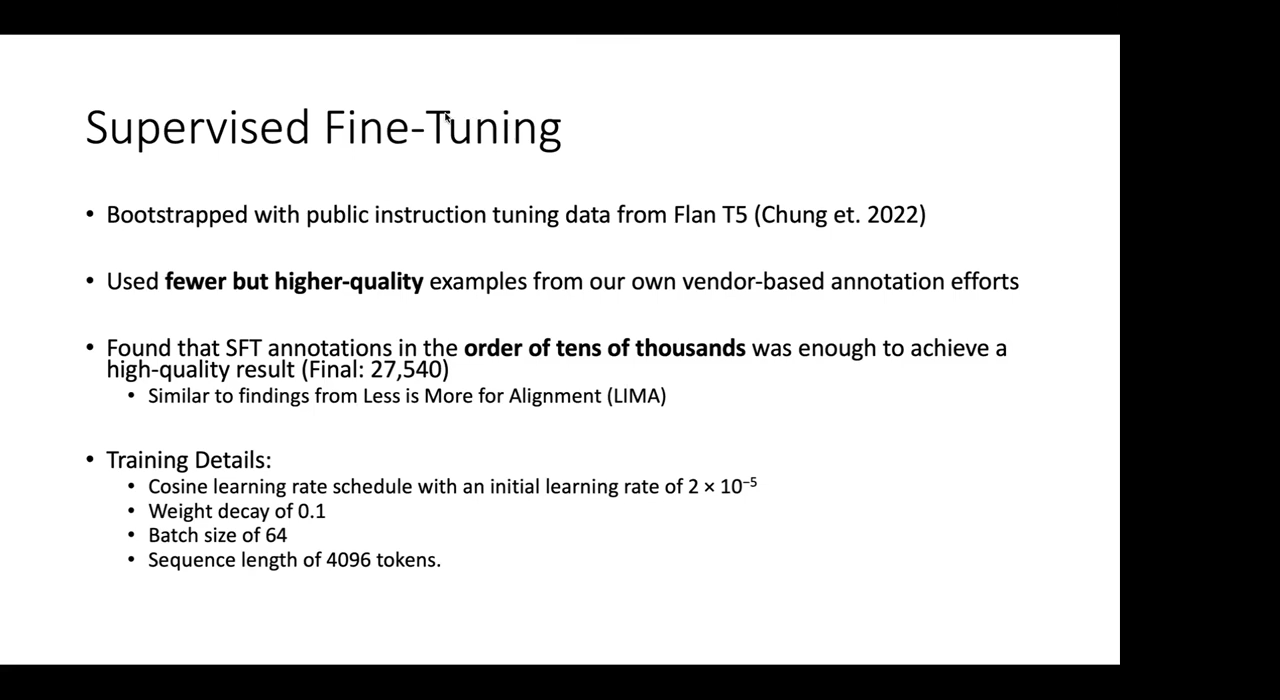 Supervised Fine-Tuning
• Bootstrapped with public instruction tuning data from Flan T5 (Chung et. 2022)
• Used fewer but higher-quality examples from our own vendor-based annotation efforts
• Found that SFT annotations in the order of tens of thousands was enough to achieve a
high-quality result (Final: 27,540)
• Similar to findings from Less is More for Alignment (LIMA)
• Training Details:
• Cosine learning rate schedule with an initial learning rate of 2 × 10⁻⁵
• Weight decay of 0.1
• Batch size of 64
• Sequence length of 4096 tokens.